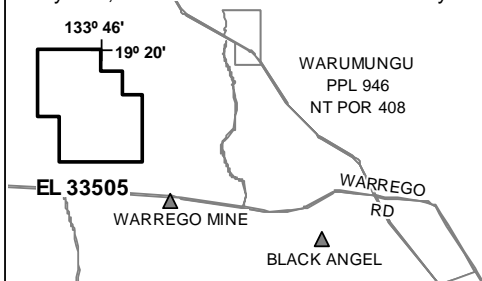 133º 46'
19º 20'
WARUMUNGU
PPL 946
NT POR 408
EL 33505
WARREGO
RD
WARREGO MINE
BLACK ANGEL